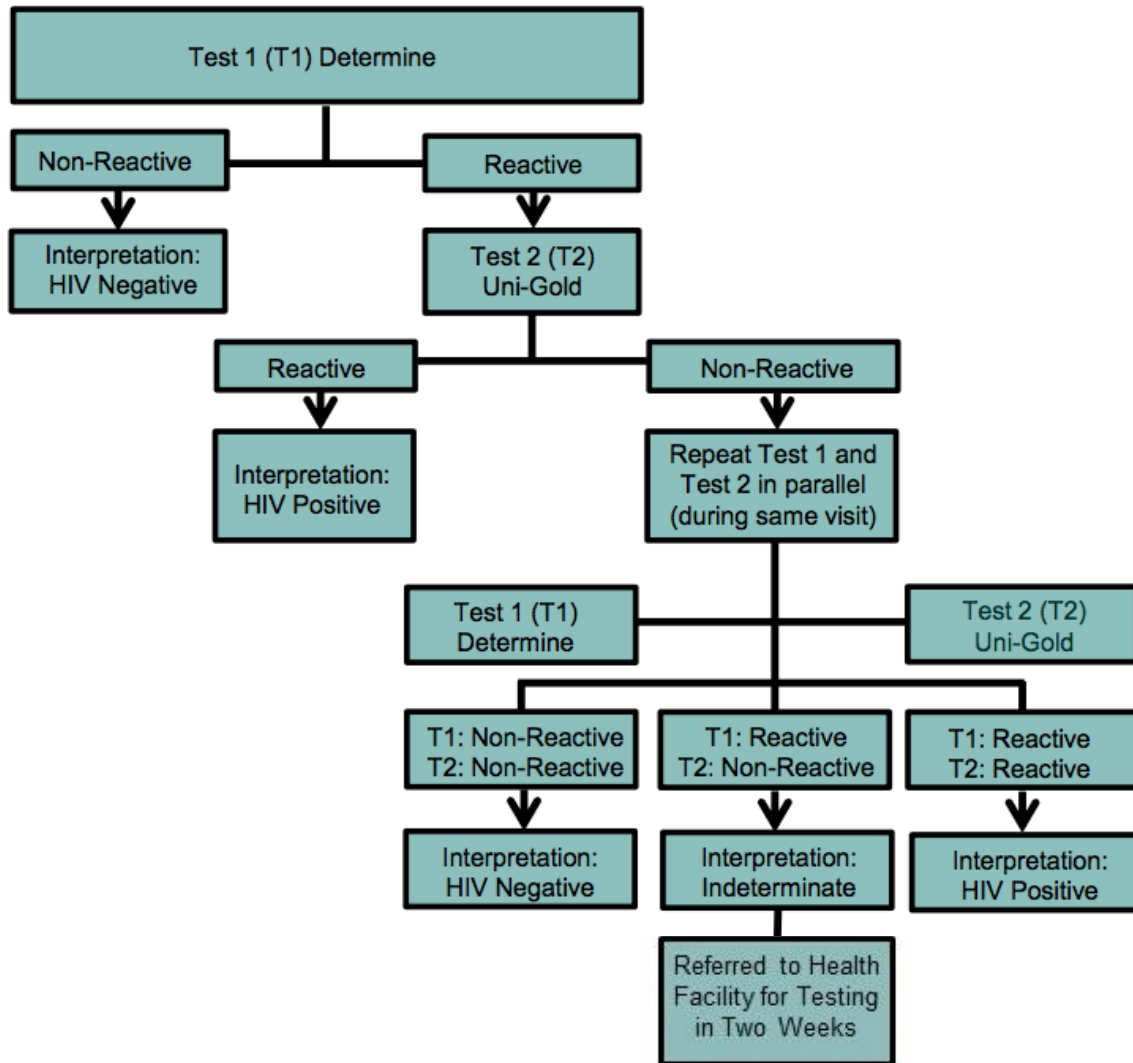 Test 1 (T1) Determine
Non-Reactive
Reactive
Interpretation:
HIV Negative
Test 2 (T2)
Uni-Gold
Reactive
Non-Reactive
Interpretation:
HIV Positive
Repeat Test 1 and
Test 2 in parallel
(during same visit)
Test 1 (T1)
Determine
Test 2 (T2)
Uni-Gold
T1: Non-Reactive
T2: Non-Reactive
T1: Reactive
T2: Non-Reactive
T1: Reactive
T2: Reactive
Interpretation:
HIV Negative
Interpretation:
Indeterminate
Interpretation:
HIV Positive
Referred to Health
Facility for Testing
in Two Weeks